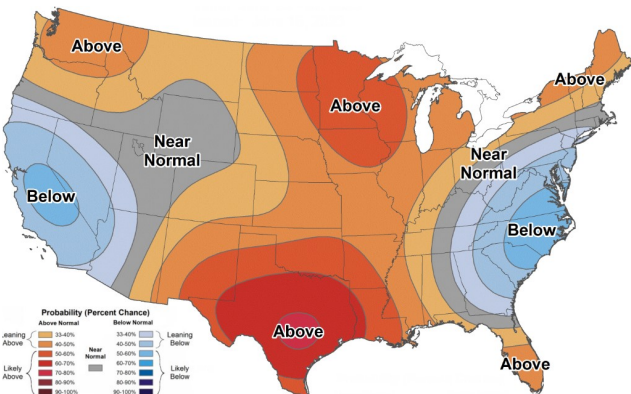 Above
Above
Above
Near
Normal
Near
Normal
Below
Below
Above
Above
Probability (Percent Chance)
Above Normal
Below Normal
Leaning
Above
33-40%
40-50%
Near
Normal
33-40%
40-50%
Leaning
Below
Likely
Above
50-60%
60-70%
70-80%
80-90%
90-100%
50-60%
60-70%
70-80%
80-90%
90-100%
Likely
Below